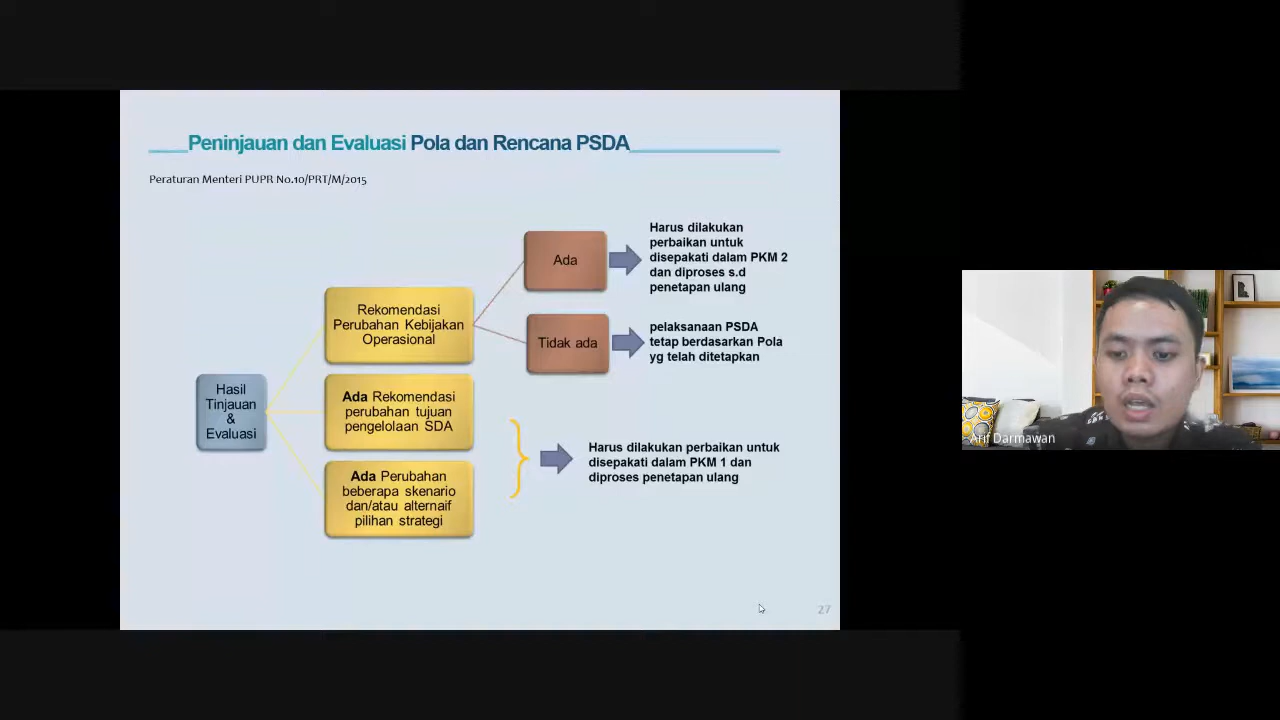 Peninjauan dan Evaluasi Pola dan Rencana PSDA
Peraturan Menteri PUPR No.10/PRT/M/2015
Hasil
Tinjauan
&
Evaluasi
Rekomendasi
Perubahan Kebijakan
Operasional
Ada
Harus dilakukan
perbaikan untuk
disepakati dalam PKM 2
dan diproses s.d
penetapan ulang
Tidak ada
pelaksanaan PSDA
tetap berdasarkan Pola
yg telah ditetapkan
Ada Rekomendasi
perubahan tujuan
pengelolaan SDA
Ada Perubahan
beberapa skenario
dan/atau alternaif
pilihan strategi
Harus dilakukan perbaikan untuk
disepakati dalam PKM 1 dan
diproses penetapan ulang
27
Arif Darmawan